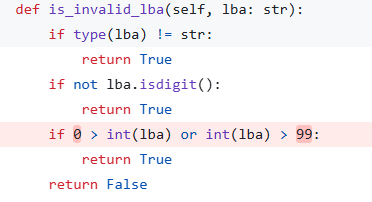 def is_invalid_lba(self, lba: str):
    if type(lba) != str:
        return True
    if not lba.isdigit():
        return True
    if 0 > int(lba) or int(lba) > 99:
        return True
    return False